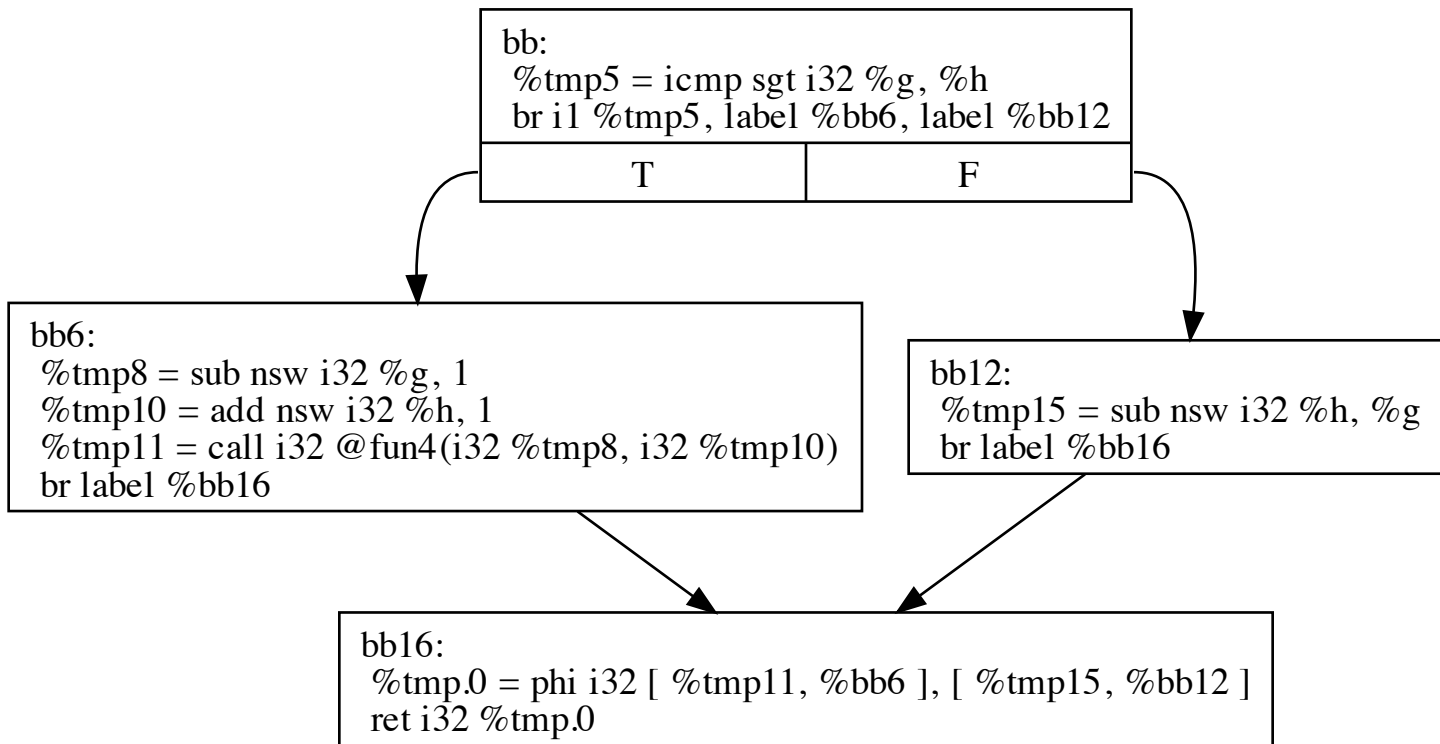 bb:
%tmp5 = icmp sgt i32 %g, %h
br i1 %tmp5, label %bb6, label %bb12
T
F
bb6:
%tmp8 = sub nsw i32 %g, 1
%tmp10 = add nsw i32 %h, 1
%tmp11 = call i32 @fun4(i32 %tmp8, i32 %tmp10)
br label %bb16
bb12:
%tmp15 = sub nsw i32 %h, %g
br label %bb16
bb16:
%tmp.0 = phi i32 [ %tmp11, %bb6 ], [ %tmp15, %bb12 ]
ret i32 %tmp.0